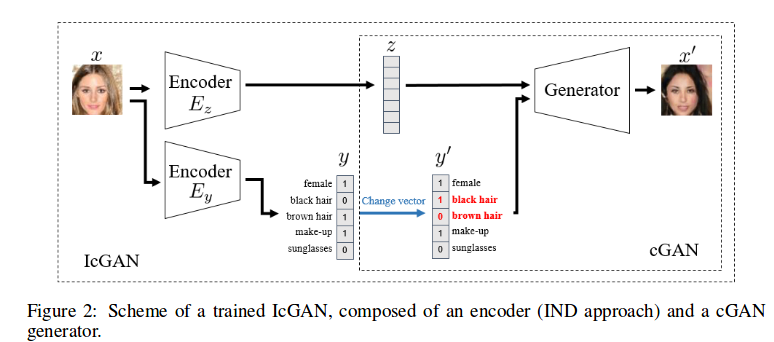 x
z
x′
Encoder
E_z
Generator
Encoder
E_y
y
y′
female 1
1 female
black hair 0
Change vector
1 black hair
brown hair 1
0 brown hair
make-up 1
1 make-up
sunglasses 0
0 sunglasses
IcGAN
cGAN
Figure 2: Scheme of a trained IcGAN, composed of an encoder (IND approach) and a cGAN
generator.